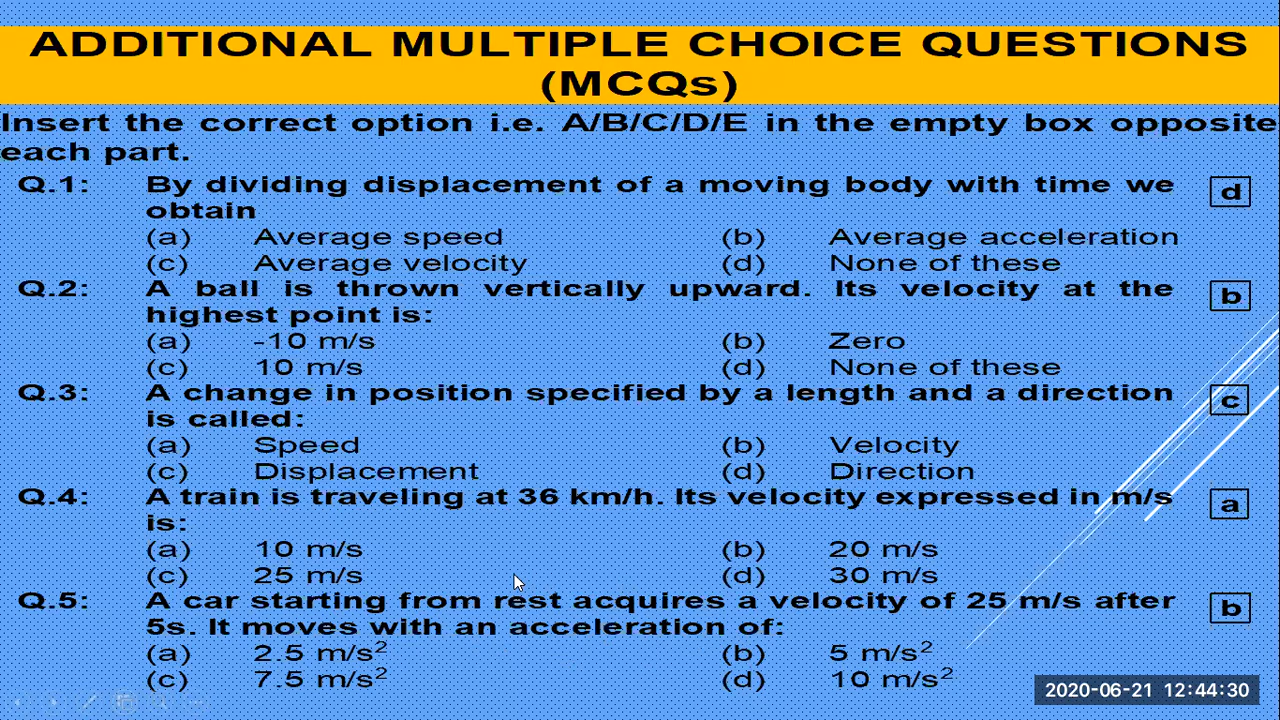 ADDITIONAL MULTIPLE CHOICE QUESTIONS
(MCQs)
Insert the correct option i.e. A/B/C/D/E in the empty box opposite
each part.
Q.1: By dividing displacement of a moving body with time we d
obtain
(a) Average speed (b) Average acceleration
(c) Average velocity (d) None of these
Q.2: A ball is thrown vertically upward. Its velocity at the b
highest point is:
(a) -10 m/s (b) Zero
(c) 10 m/s (d) None of these
Q.3: A change in position specified by a length and a direction c
is called:
(a) Speed (b) Velocity
(c) Displacement (d) Direction
Q.4: A train is traveling at 36 km/h. Its velocity expressed in m/s a
is:
(a) 10 m/s (b) 20 m/s
(c) 25 m/s (d) 30 m/s
Q.5: A car starting from rest acquires a velocity of 25 m/s after b
5s. It moves with an acceleration of:
(a) 2.5 m/s² (b) 5 m/s²
(c) 7.5 m/s² (d) 10 m/s²
2020-06-21 12:44:30